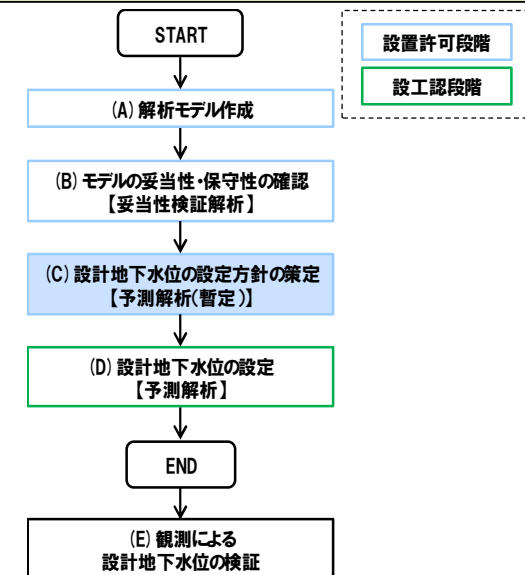 START
設置許可段階
設工認段階
(A) 解析モデル作成
(B) モデルの妥当性・保守性の確認
【妥当性検証解析】
(C) 設計地下水位の設定方針の策定
【予測解析(暫定)】
(D) 設計地下水位の設定
【予測解析】
END
(E) 観測による
設計地下水位の検証